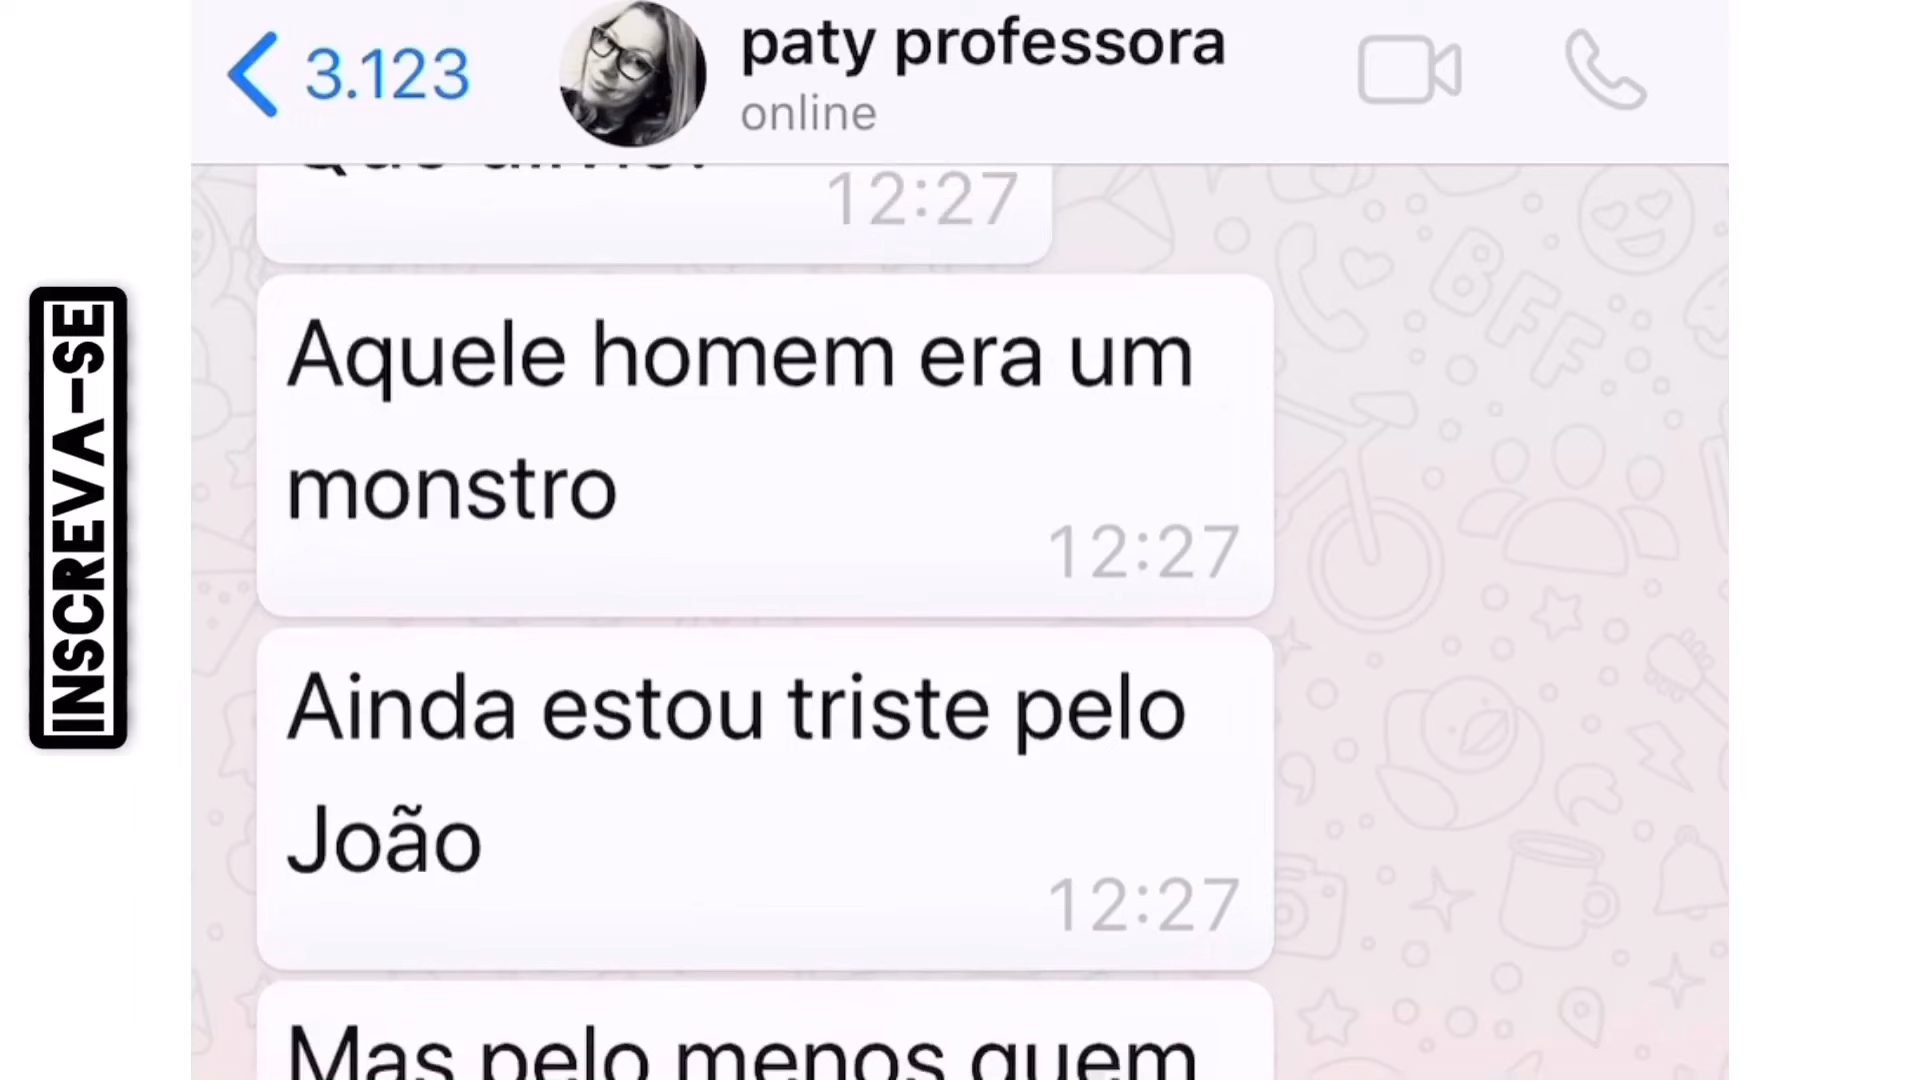 3.123
paty professora
online
12:27
Aquele homem era um
monstro
12:27
Ainda estou triste pelo
João
12:27
Mas pelo menos quem
INSCREVA-SE